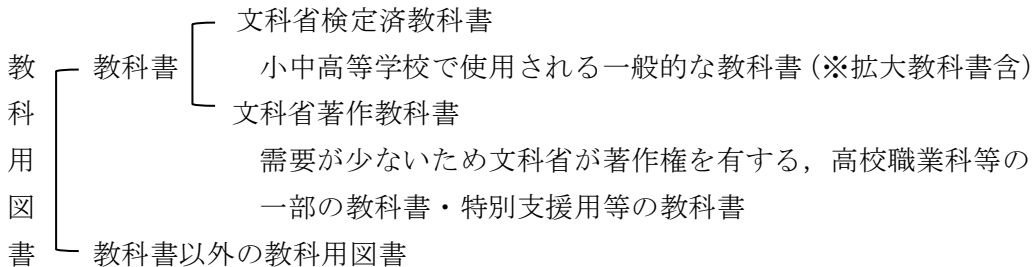 文科省検定済教科書
教科書
小中高等学校で使用される一般的な教科書(※拡大教科書含)
文科省著作教科書
需要が少ないため文科省が著作権を有する，高校職業科等の
一部の教科書・特別支援用等の教科書
教科用図書
教科書以外の教科用図書